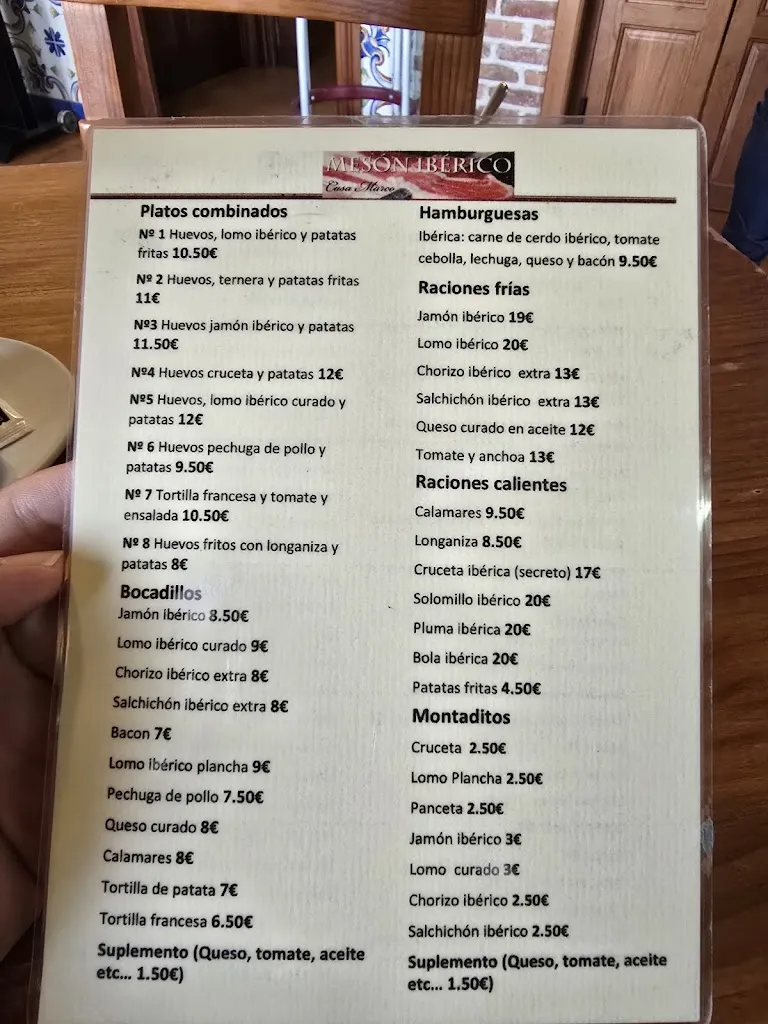 MESÓN IBÉRICO
Casa Marco
Platos combinados
Nº 1 Huevos, lomo ibérico y patatas
fritas 10.50€
Nº 2 Huevos, ternera y patatas fritas
11€
Nº3 Huevos jamón ibérico y patatas
11.50€
Nº4 Huevos cruceta y patatas 12€
Nº5 Huevos, lomo ibérico curado y
patatas 12€
Nº 6 Huevos pechuga de pollo y
patatas 9.50€
Nº 7 Tortilla francesa y tomate y
ensalada 10.50€
Nº 8 Huevos fritos con longaniza y
patatas 8€
Bocadillos
Jamón ibérico 8.50€
Lomo ibérico curado 9€
Chorizo ibérico extra 8€
Salchichón ibérico extra 8€
Bacon 7€
Lomo ibérico plancha 9€
Pechuga de pollo 7.50€
Queso curado 8€
Calamares 8€
Tortilla de patata 7€
Tortilla francesa 6.50€
Suplemento (Queso, tomate, aceite
etc... 1.50€)
Hamburguesas
Ibérica: carne de cerdo ibérico, tomate
cebolla, lechuga, queso y bacón 9.50€
Raciones frías
Jamón ibérico 19€
Lomo ibérico 20€
Chorizo ibérico extra 13€
Salchichón ibérico extra 13€
Queso curado en aceite 12€
Tomate y anchoa 13€
Raciones calientes
Calamares 9.50€
Longaniza 8.50€
Cruceta ibérica (secreto) 17€
Solomillo ibérico 20€
Pluma ibérica 20€
Bola ibérica 20€
Patatas fritas 4.50€
Montaditos
Cruceta 2.50€
Lomo Plancha 2.50€
Panceta 2.50€
Jamón ibérico 3€
Lomo curado 3€
Chorizo ibérico 2.50€
Salchichón ibérico 2.50€
Suplemento (Queso, tomate, aceite
etc... 1.50€)